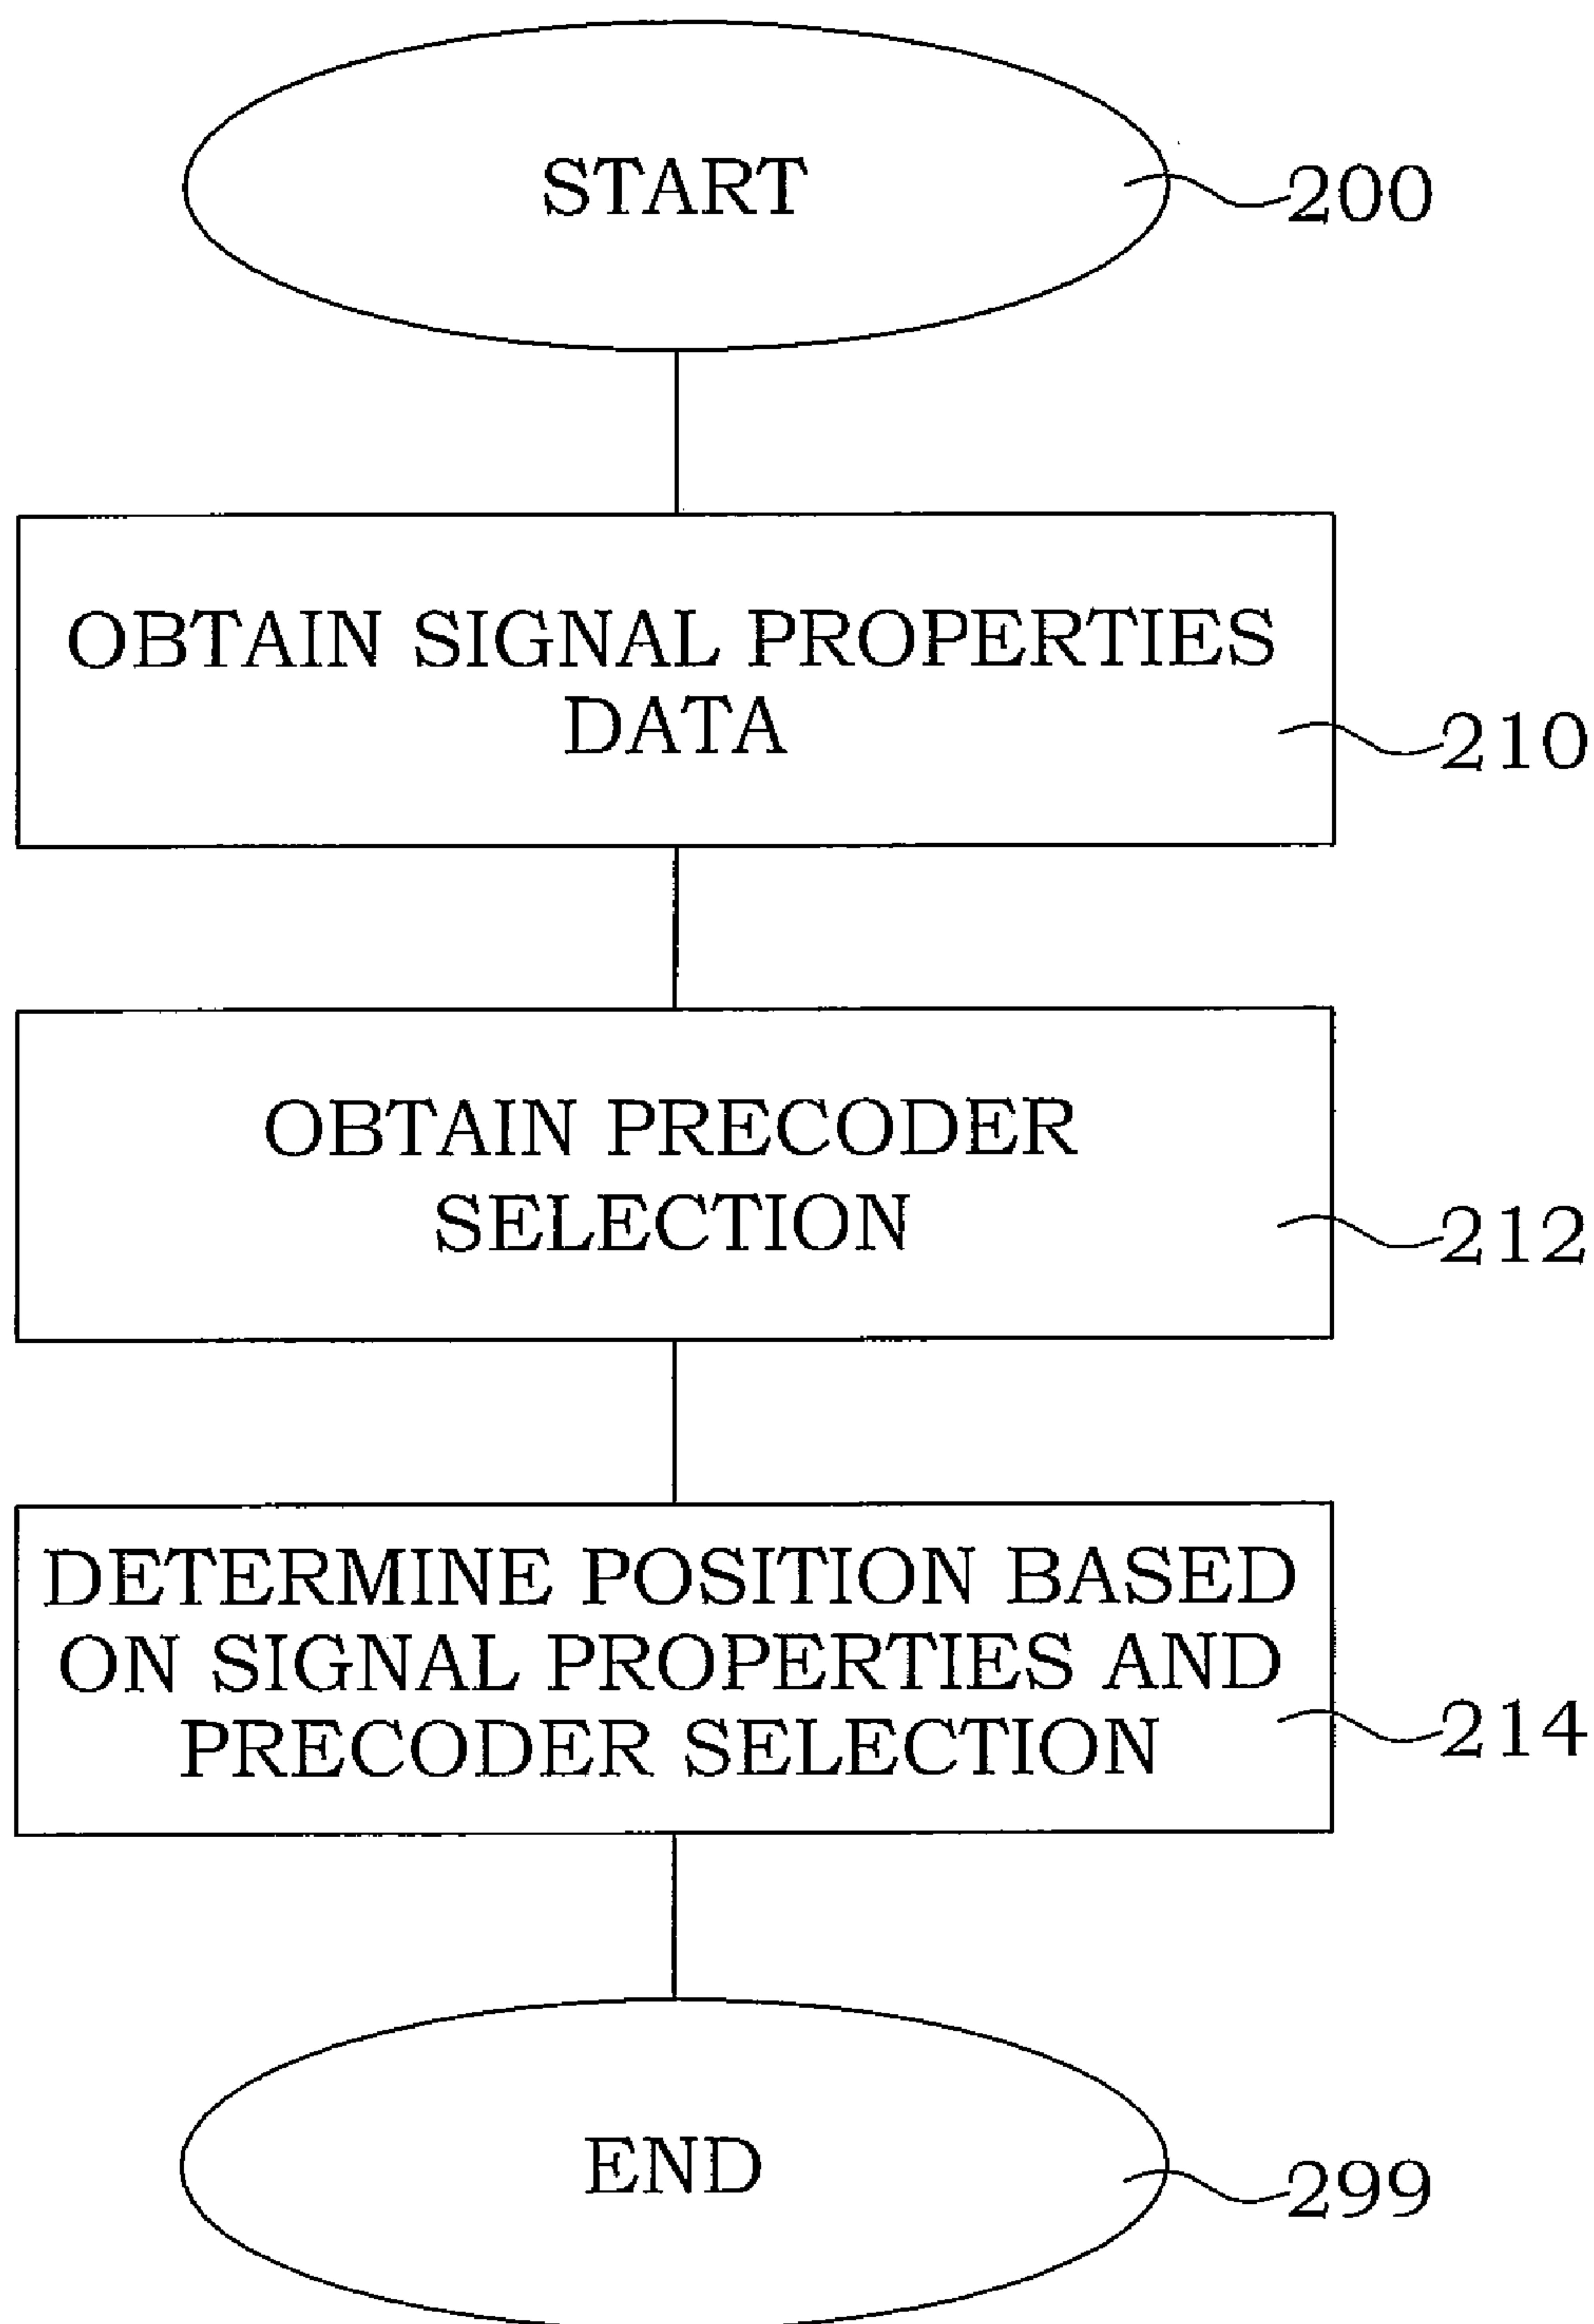 START
200
OBTAIN SIGNAL PROPERTIES
DATA
210
OBTAIN PRECODER
SELECTION
212
DETERMINE POSITION BASED
ON SIGNAL PROPERTIES AND
PRECODER SELECTION
214
END
299